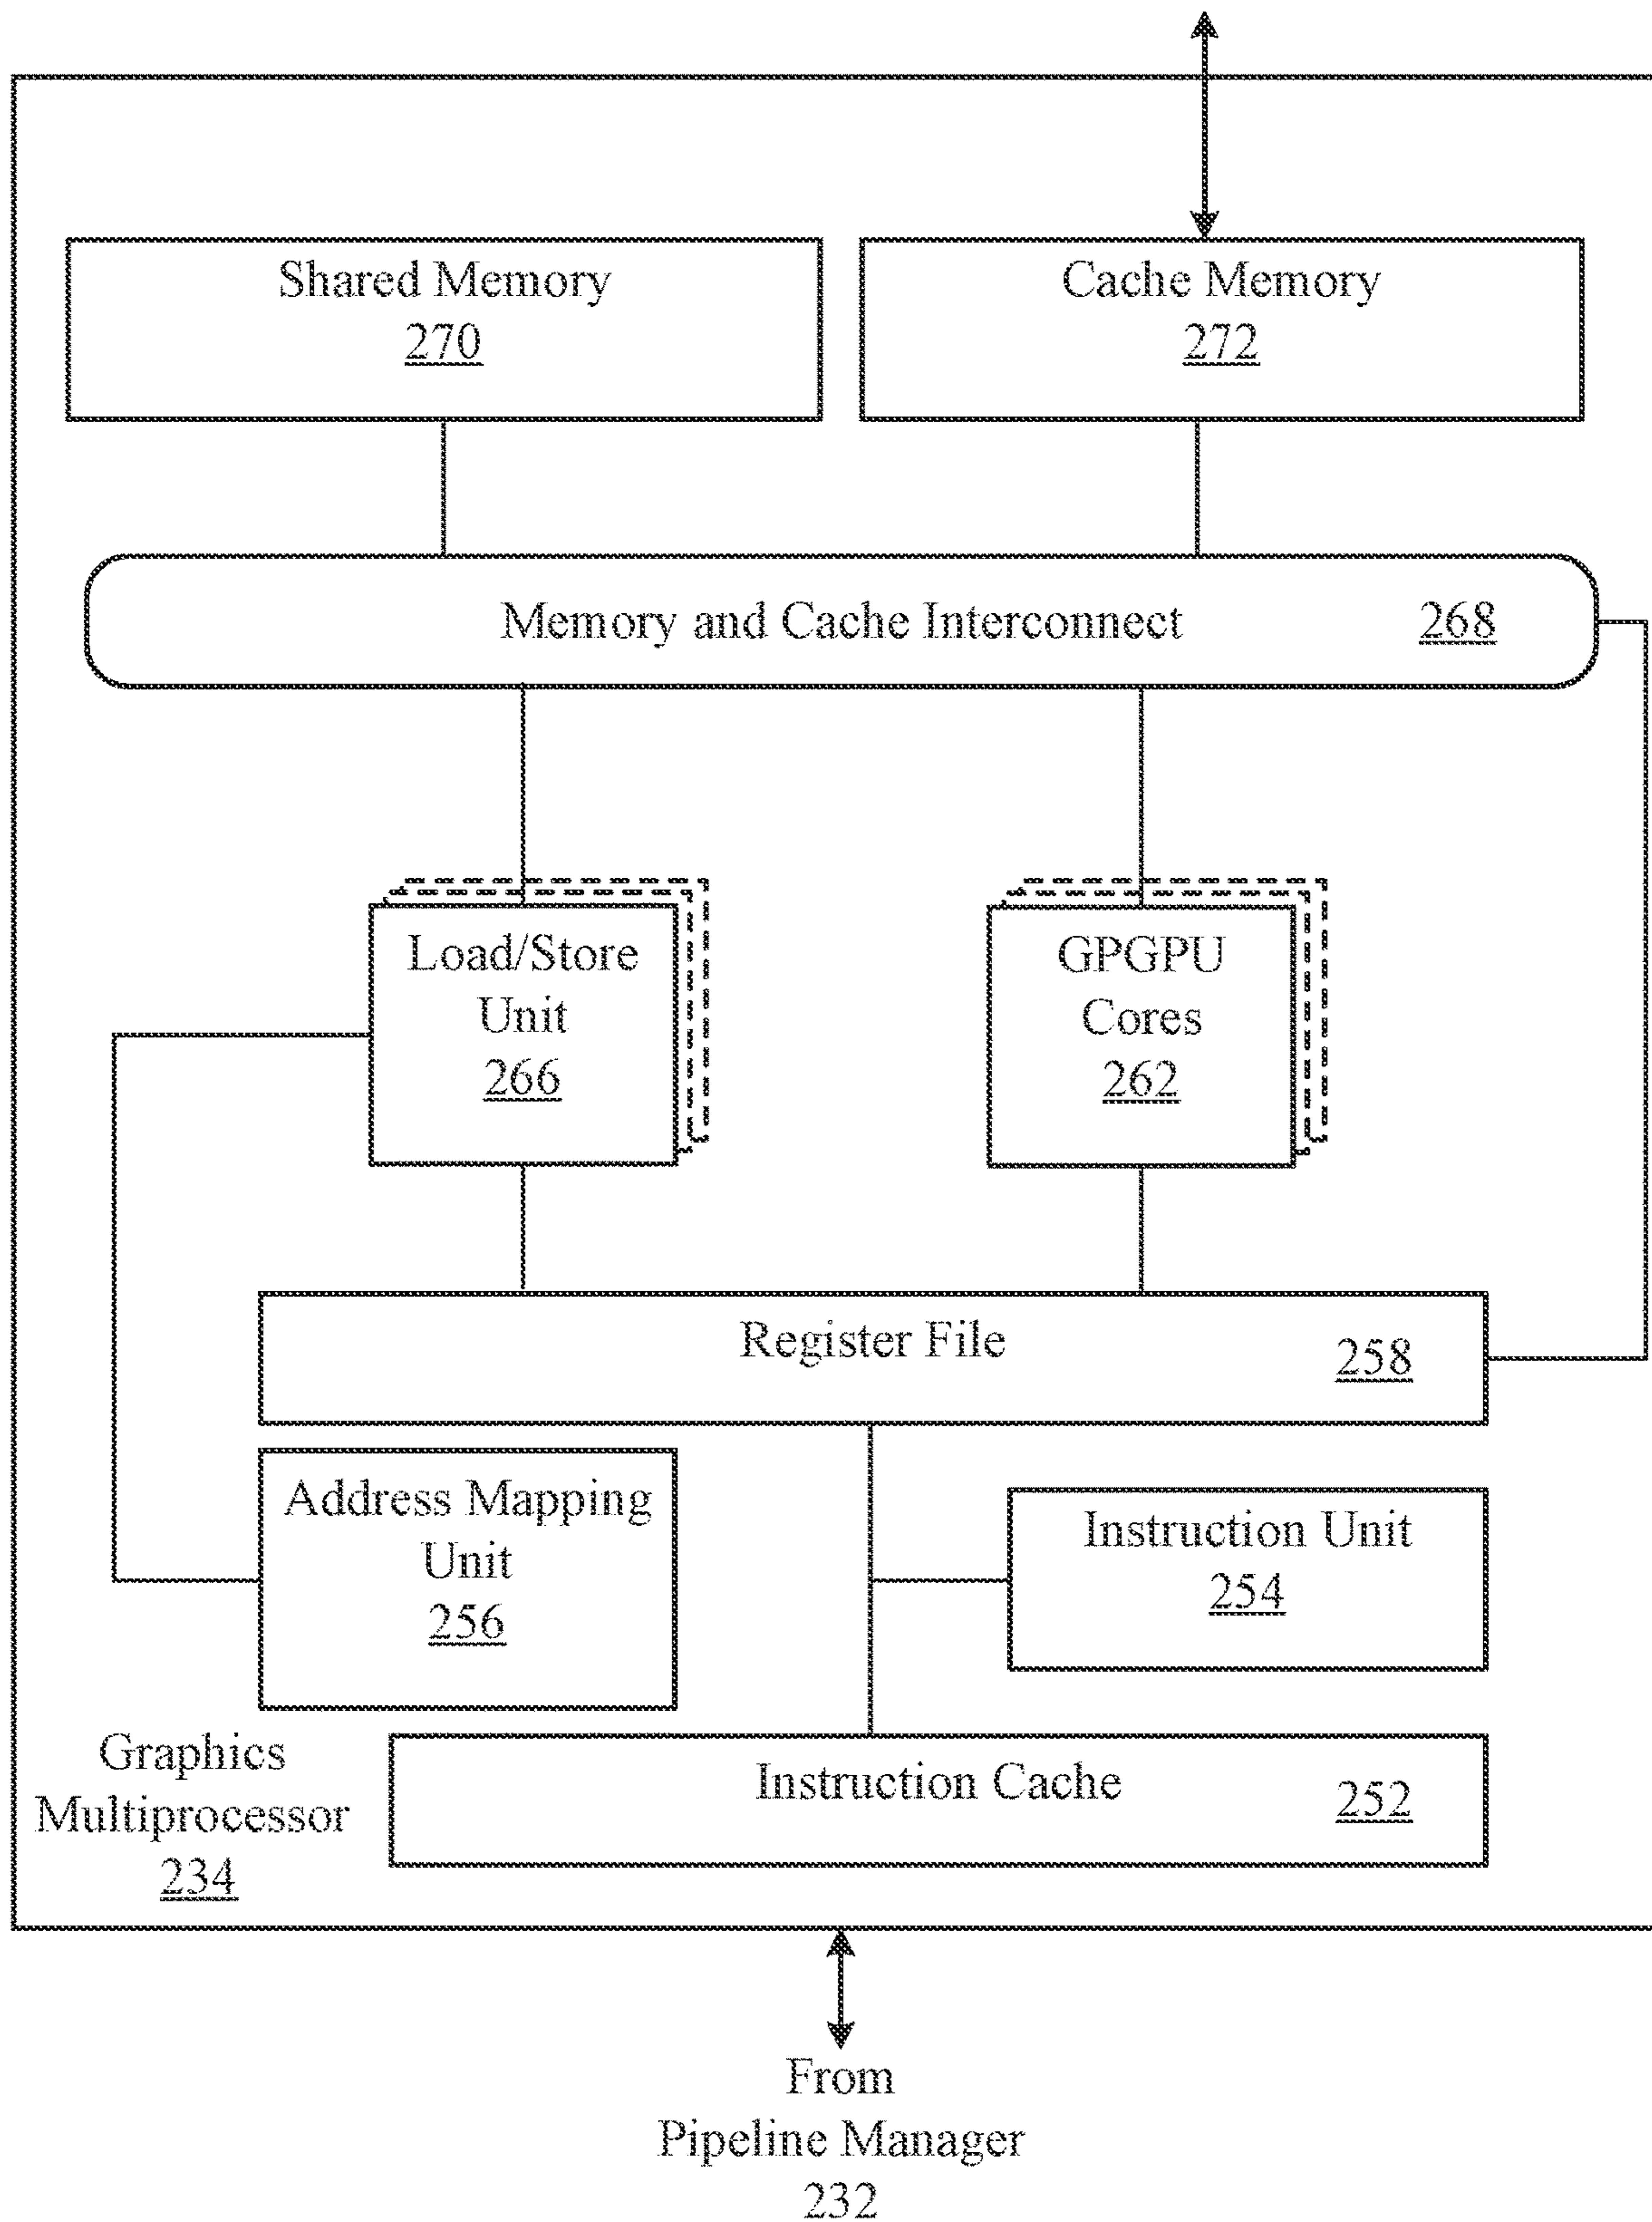 Shared Memory
270
Cache Memory
272
Memory and Cache Interconnect 268
Load/Store
Unit
266
GPGPU
Cores
262
Register File 258
Address Mapping
Unit
256
Instruction Unit
254
Graphics
Multiprocessor
234
Instruction Cache 252
From
Pipeline Manager
232